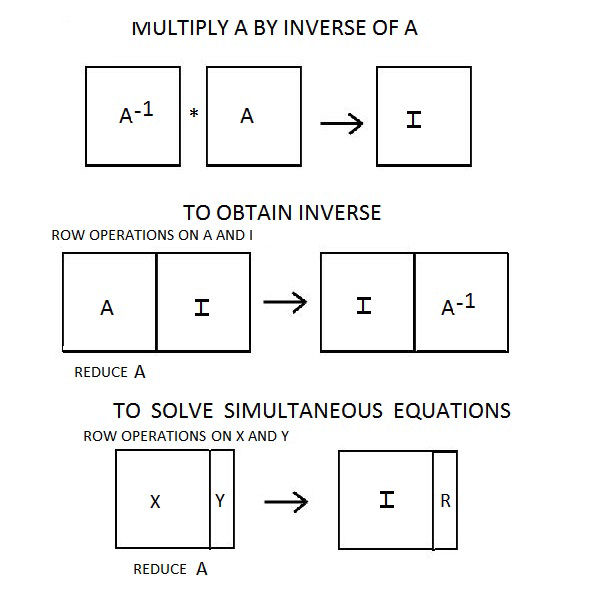 MULTIPLY A BY INVERSE OF A
A-1 * A I
TO OBTAIN INVERSE
ROW OPERATIONS ON A AND I
A I I A-1
REDUCE A
TO SOLVE SIMULTANEOUS EQUATIONS
ROW OPERATIONS ON X AND Y
X Y I R
REDUCE A